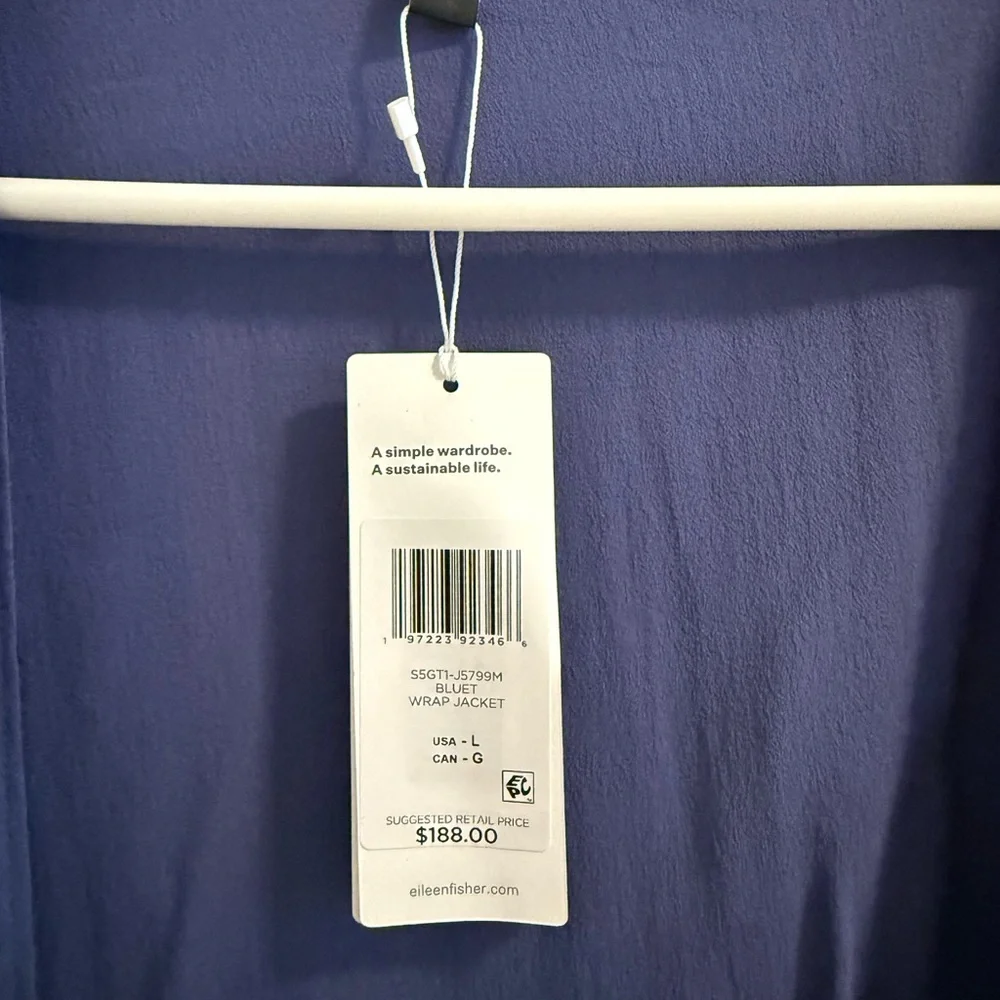 A simple wardrobe.
A sustainable life.
1 97223 92346 6
S5GT1-J5799M
BLUET
WRAP JACKET
USA - L
CAN - G
EPC
SUGGESTED RETAIL PRICE
$188.00
eileenfisher.com